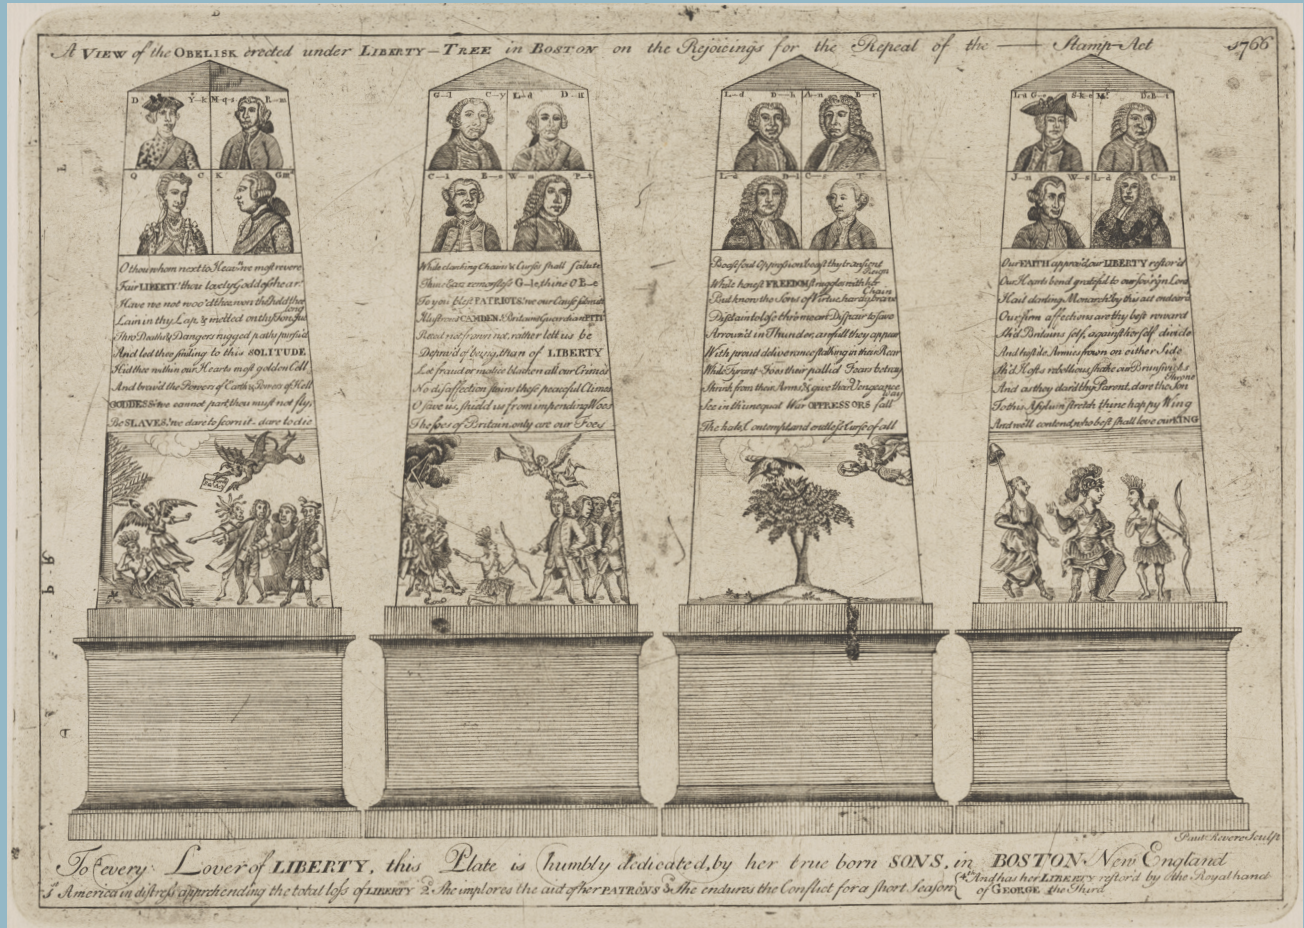 A VIEW of the OBELISK erected under LIBERTY-TREE in BOSTON on the Rejoicings for the Repeal of the —— Stamp-Act 1766
D Y-k M-q-s R-m
Q C K Gm
O thou whom next to Heav'n we most revere
Fair LIBERTY! thou lovely Goddess hear!
Have we not woo'd thee, won thee, held thee long
Lain in thy Lap & melted on thy Tongue
Thro Deaths & Dangers rugged paths pursu'd
And led thee smiling to this SOLITUDE
Hid thee within our Hearts most golden Cell
And brav'd the Powers of Earth & Powers of Hell
GODDESS! we cannot part, thou must not fly;
Be SLAVES! we dare to scorn it, dare to die
G-l C-y L-d D-
C-l B-e W-m P-t
While clanking Chains & Curses shall salute
Thine Ears remorseless G-le, thine O B-e
To you blest PATRIOTS, we our Cause submit
Illustrious CAMDEN, Britains Guardian PITT
Recede not, frown not, rather let us be
Depriv'd of being, than of LIBERTY
Let fraud or malice blacken all our Crimes
No disaffection stains these peaceful Climes
O save us, shield us from impending Woes
The foes of Britain, only are our Foes
L-d D-h A-n B-r
L-d D- C-s T-d
Boast foul Oppression, boast thy transient Reign
While honest FREEDOM struggles with her Chain
But know the Sons of Virtue, hardy, brave
Disdain to lose thro' mean Dispair to save
Arrowd in Thunder, awfull they appear
With proud deliverance stalking in their Rear
While Tyrant-Foes their pallid Fears betray
Shrink from their Arms, & give their Vengeance way
See in th'unequal War OPPRESSORS fall
The hate, Contempt, and endless Curse of all
L-d G-e S-k-e Mr. D B-t
J-n W-s L-d C-n
Our FAITH approv'd, our LIBERTY restor'd
Our Hearts bend grateful to our sov'rgn Lord
Hail darling Monarch! by this act endear'd
Our firm affections are thy best reward
Sh'd Britains self, against herself divide
And hostile Armies frown on either Side
Sh'd Hosts rebellious, shake our Brunswick's Throne
And as they dar'd thy Parent, dare the Son
To this Asylum stretch thine happy Wing
And we'll contend, who best shall love our KING
L
P-R
D
Paul Revere Sculp
To every Lover of LIBERTY, this Plate is humbly dedicated, by her true born SONS, in BOSTON New England
America in distress apprehending the total loss of LIBERTY 2d. She implores the aid of her PATRONS 3d. She endures the Conflict for a short Season 4th. And has her LIBERTY restor'd by the Royal hand of GEORGE the Third